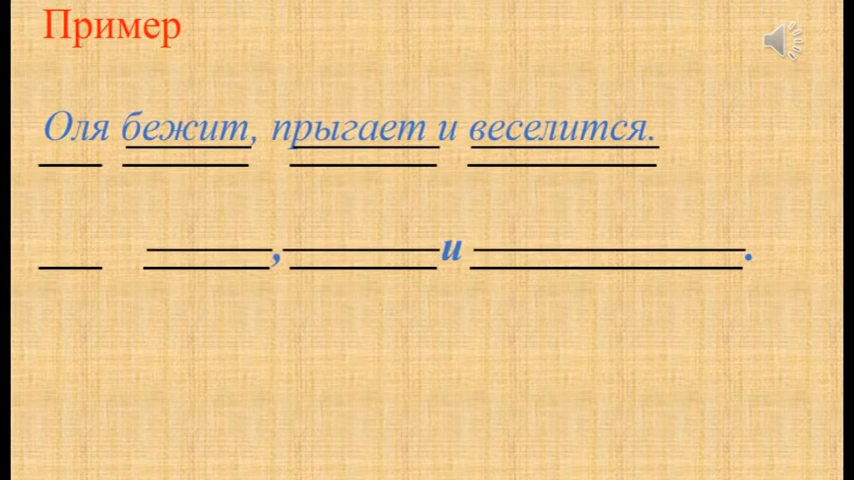 Пример
Оля бежит, прыгает и веселится.
, и .